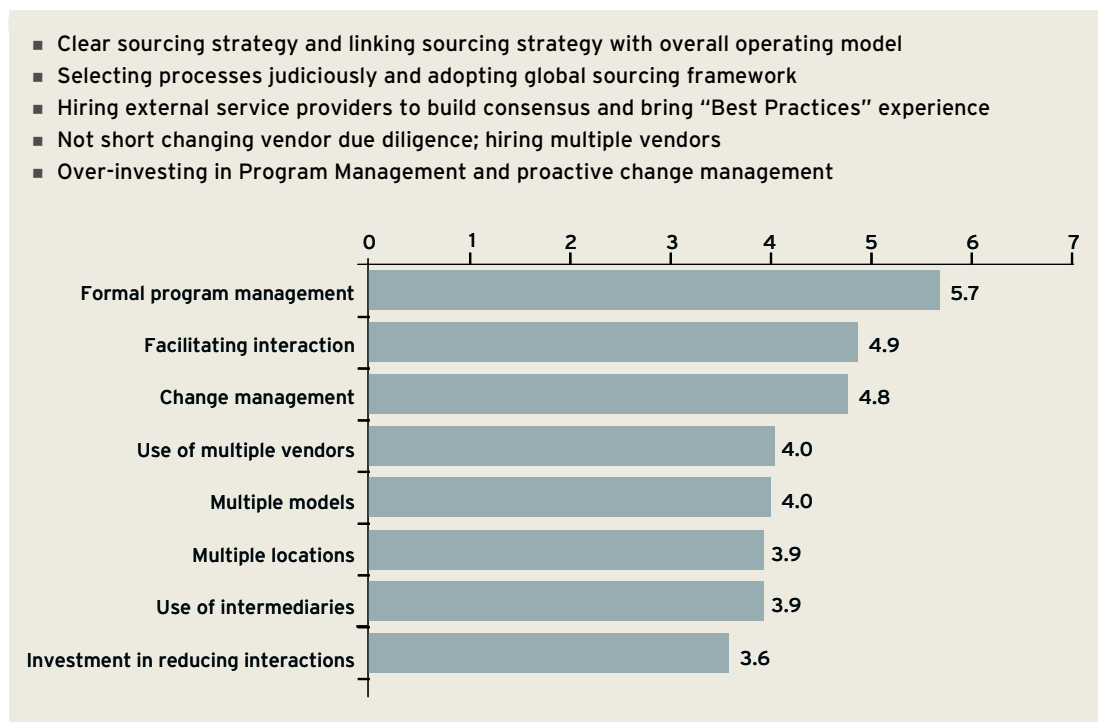 ▪ Clear sourcing strategy and linking sourcing strategy with overall operating model
▪ Selecting processes judiciously and adopting global sourcing framework
▪ Hiring external service providers to build consensus and bring “Best Practices” experience
▪ Not short changing vendor due diligence; hiring multiple vendors
▪ Over-investing in Program Management and proactive change management
0 1 2 3 4 5 6 7
Formal program management 5.7
Facilitating interaction 4.9
Change management 4.8
Use of multiple vendors 4.0
Multiple models 4.0
Multiple locations 3.9
Use of intermediaries 3.9
Investment in reducing interactions 3.6